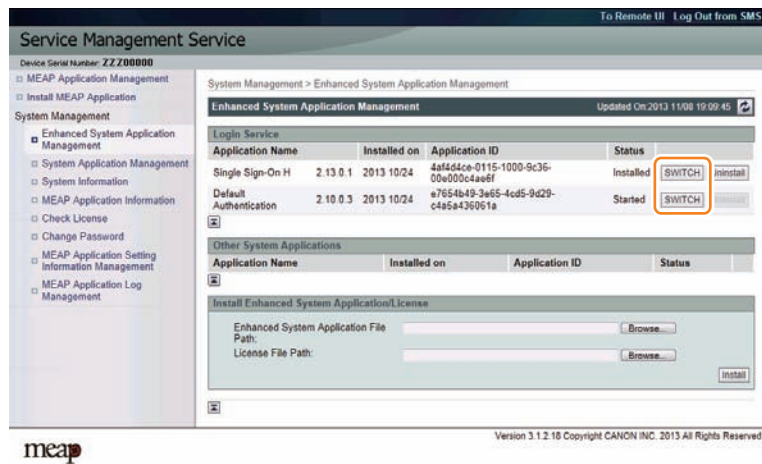 To Remote UI Log Out from SMS
Service Management Service
Device Serial Number: ZZZ00000
MEAP Application Management
Install MEAP Application
System Management
Enhanced System Application
Management
System Application Management
System Information
MEAP Application Information
Check License
Change Password
MEAP Application Setting
Information Management
MEAP Application Log
Management
System Management > Enhanced System Application Management
Enhanced System Application Management Updated On:2013 11/08 19:09:45
Login Service
Application Name Installed on Application ID Status
Single Sign-On H 2.13.0.1 2013 10/24 4af4d4ce-0115-1000-9c36-
00e000c4ae6f Installed SWITCH Uninstall
Default
Authentication 2.10.0.3 2013 10/24 e7654b49-3e65-4cd5-9d29-
c4a5a436061a Started SWITCH
Other System Applications
Application Name Installed on Application ID Status
Install Enhanced System Application/License
Enhanced System Application File
Path: Browse...
License File Path: Browse...
Install
Version 3.1.2.18 Copyright CANON INC. 2013 All Rights Reserved
meap